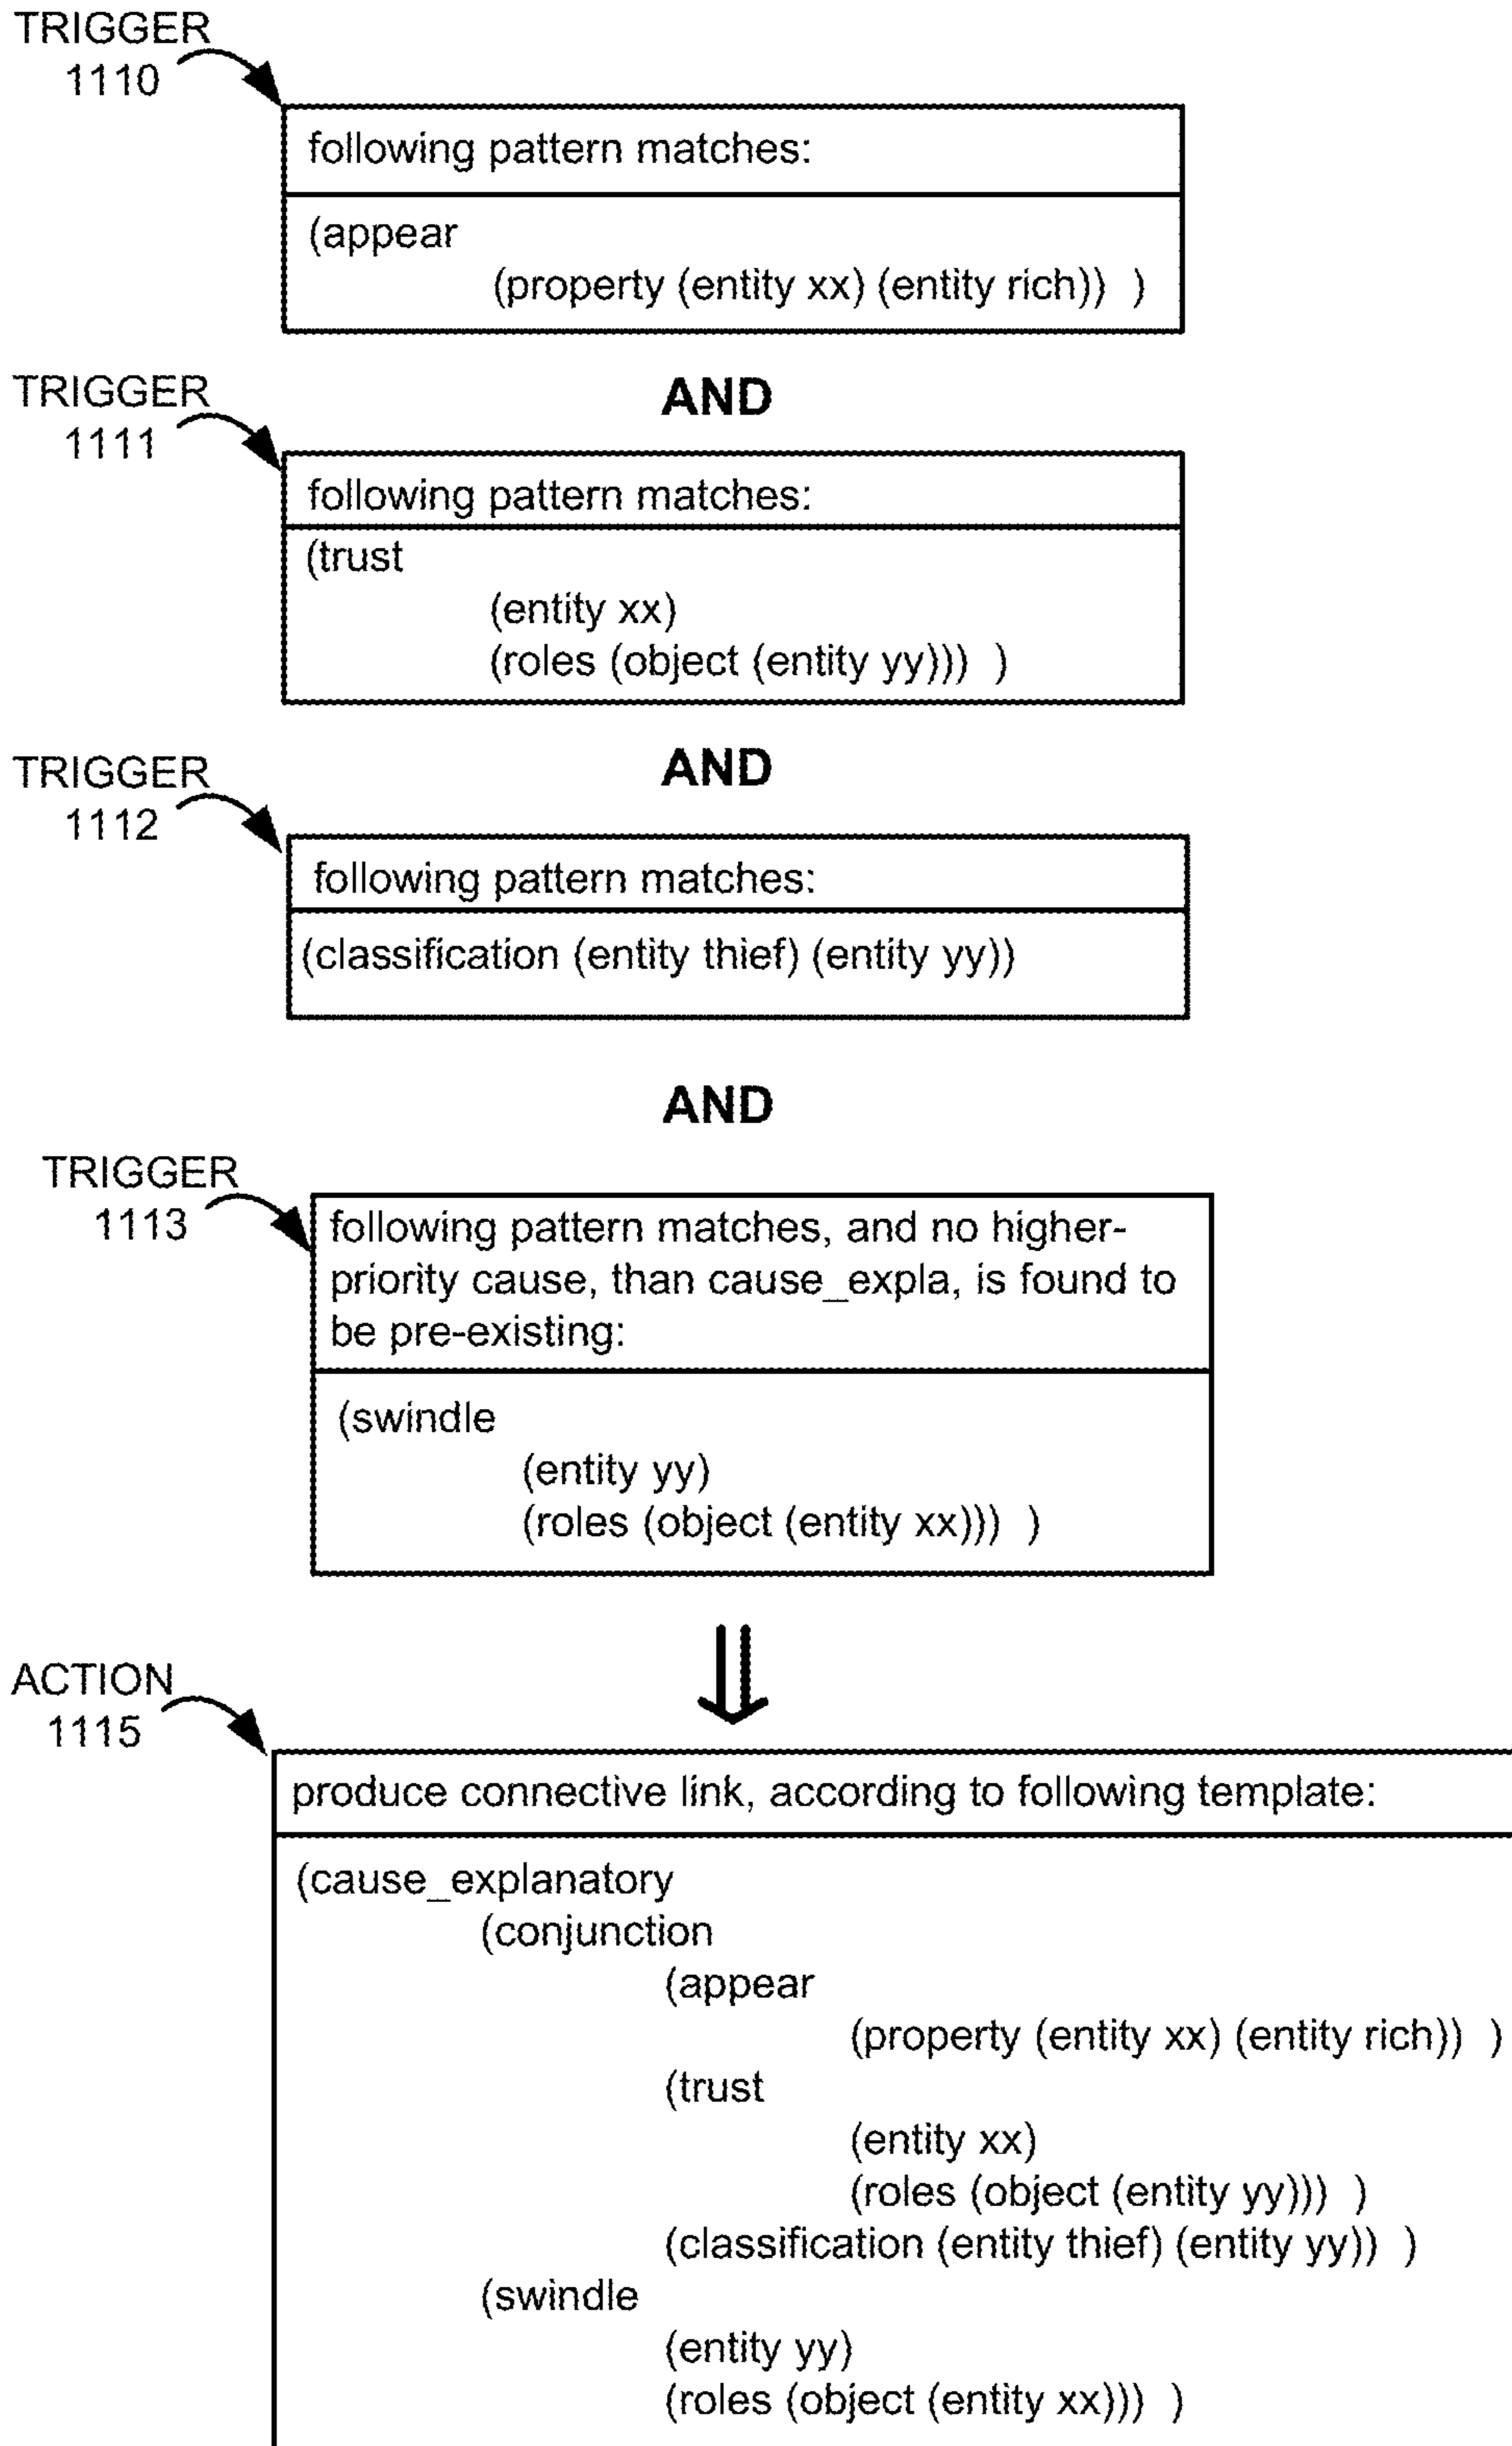 TRIGGER
1110
following pattern matches:
(appear
(property (entity xx) (entity rich)) )
AND
TRIGGER
1111
following pattern matches:
(trust
(entity xx)
(roles (object (entity yy))) )
AND
TRIGGER
1112
following pattern matches:
(classification (entity thief) (entity yy))
AND
TRIGGER
1113
following pattern matches, and no higher-
priority cause, than cause_expla, is found to
be pre-existing:
(swindle
(entity yy)
(roles (object (entity xx))) )
ACTION
1115
produce connective link, according to following template:
(cause_explanatory
(conjunction
(appear
(property (entity xx) (entity rich)) )
(trust
(entity xx)
(roles (object (entity yy))) )
(classification (entity thief) (entity yy)) )
(swindle
(entity yy)
(roles (object (entity xx))) )